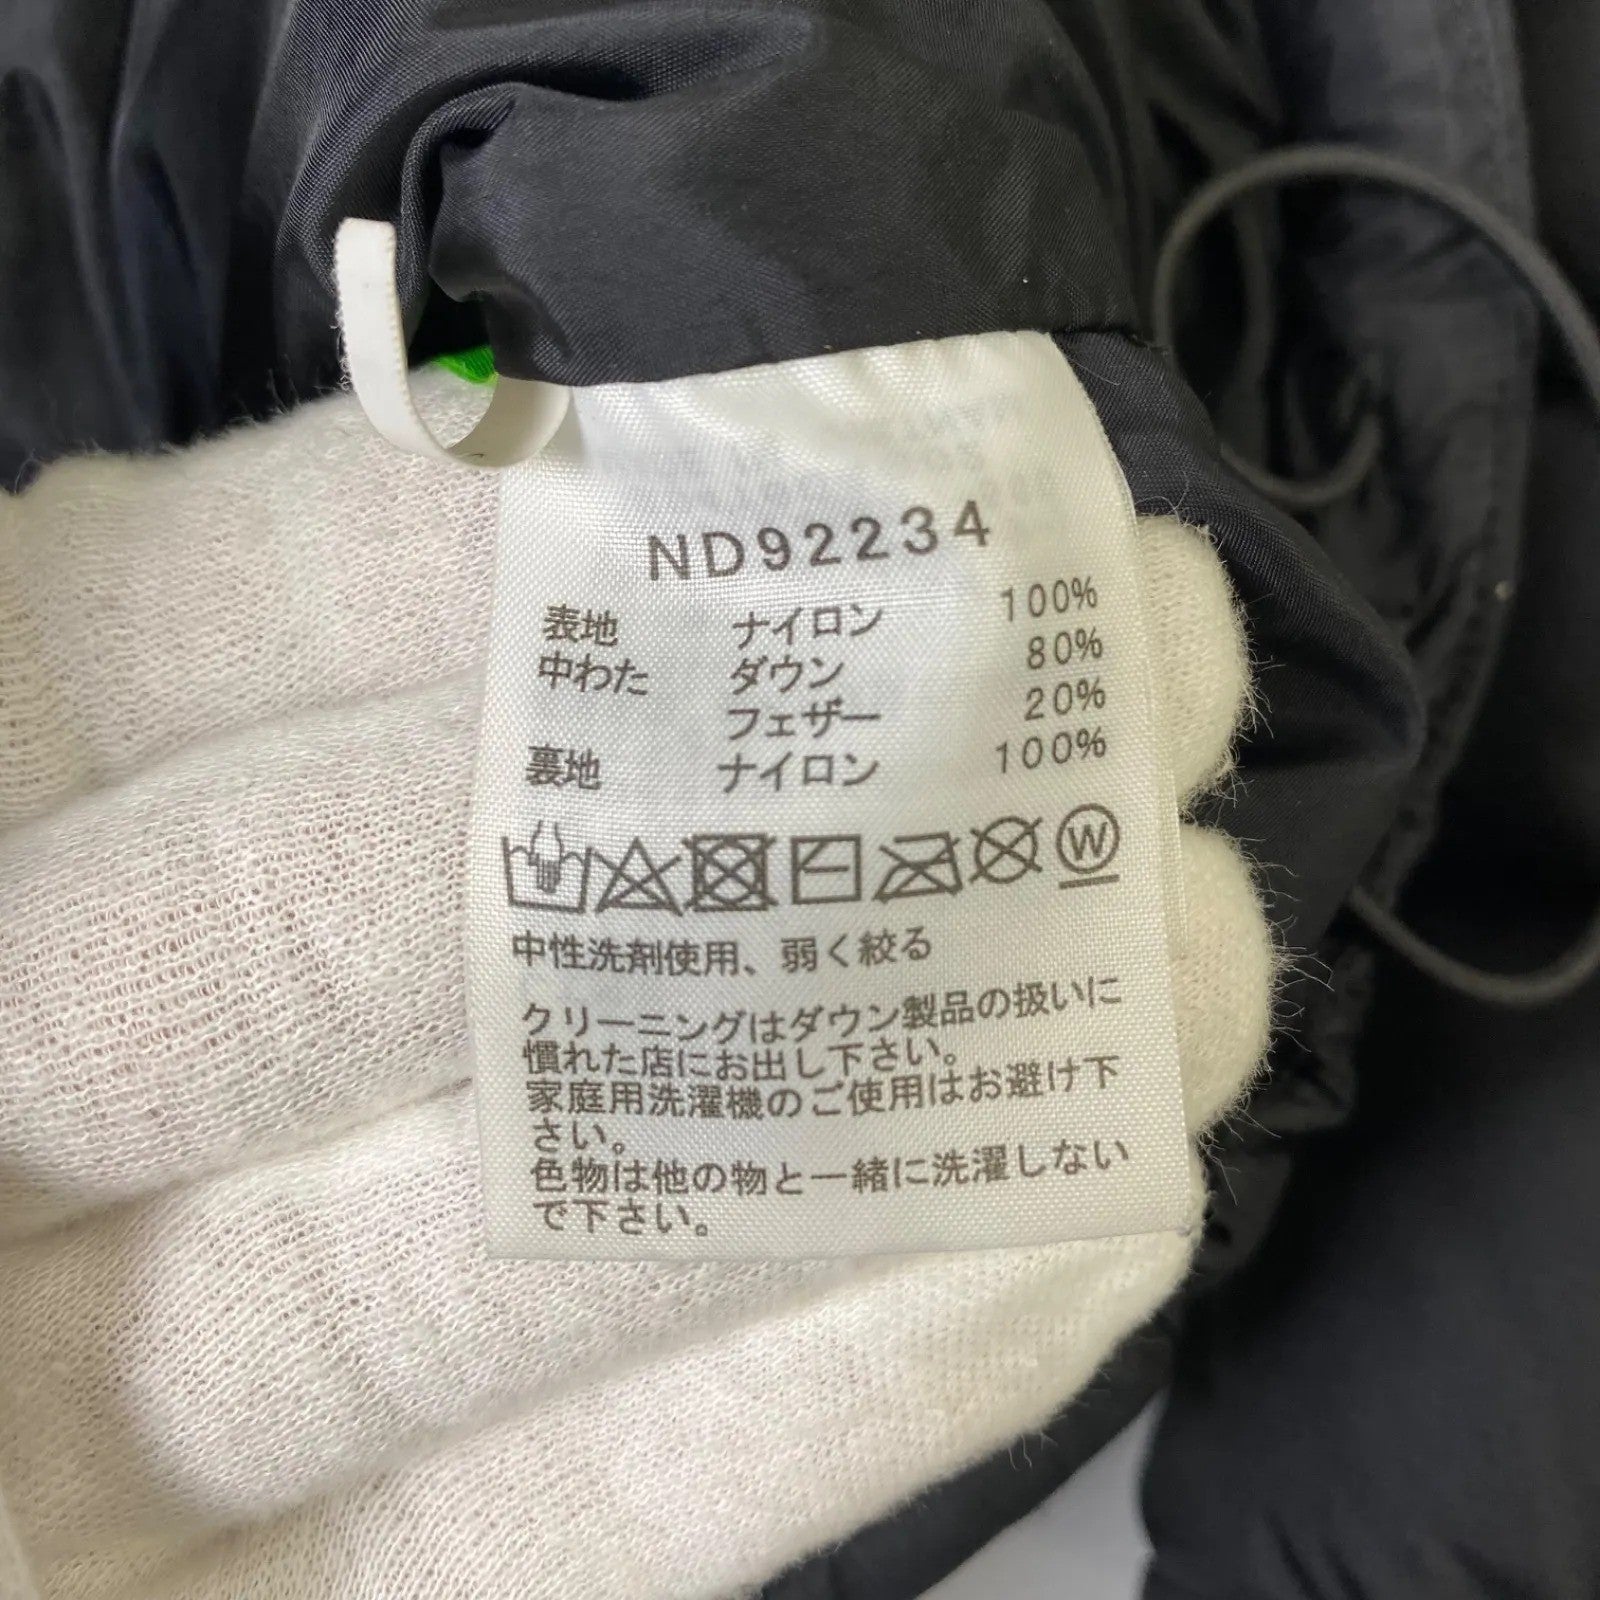 ND92234
表地 ナイロン 100%
中わた ダウン 80%
フェザー 20%
裏地 ナイロン 100%
W
中性洗剤使用、弱く絞る
クリーニングはダウン製品の扱いに
慣れた店にお出し下さい。
家庭用洗濯機のご使用はお避け下
さい。
色物は他の物と一緒に洗濯しない
で下さい。